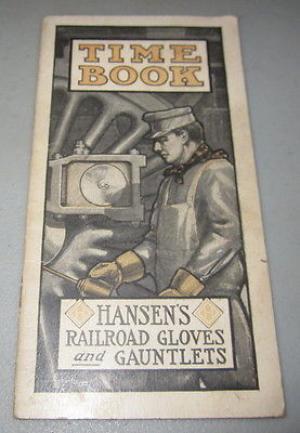 TIME
BOOK
HANSEN'S
RAILROAD GLOVES
and GAUNTLETS